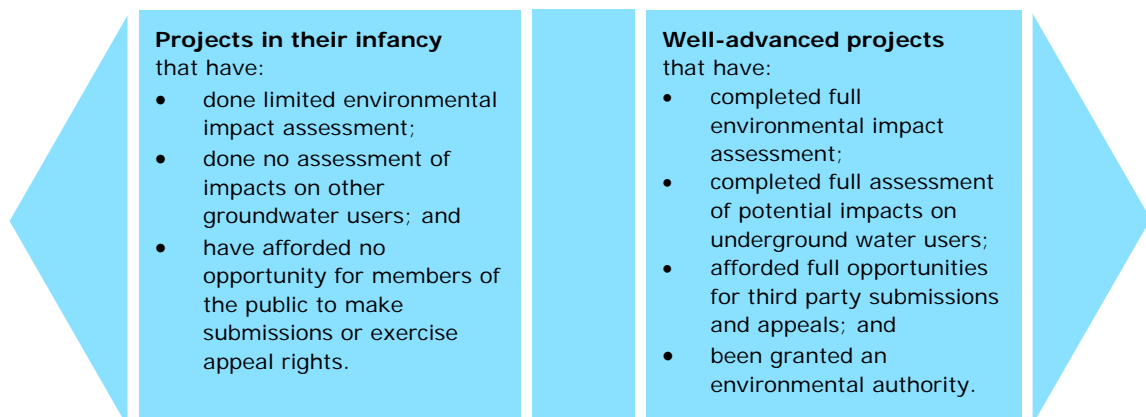 Projects in their infancy
that have:
• done limited environmental
impact assessment;
• done no assessment of
impacts on other
groundwater users; and
• have afforded no
opportunity for members of
the public to make
submissions or exercise
appeal rights.
Well-advanced projects
that have:
• completed full
environmental impact
assessment;
• completed full assessment
of potential impacts on
underground water users;
• afforded full opportunities
for third party submissions
and appeals; and
• been granted an
environmental authority.